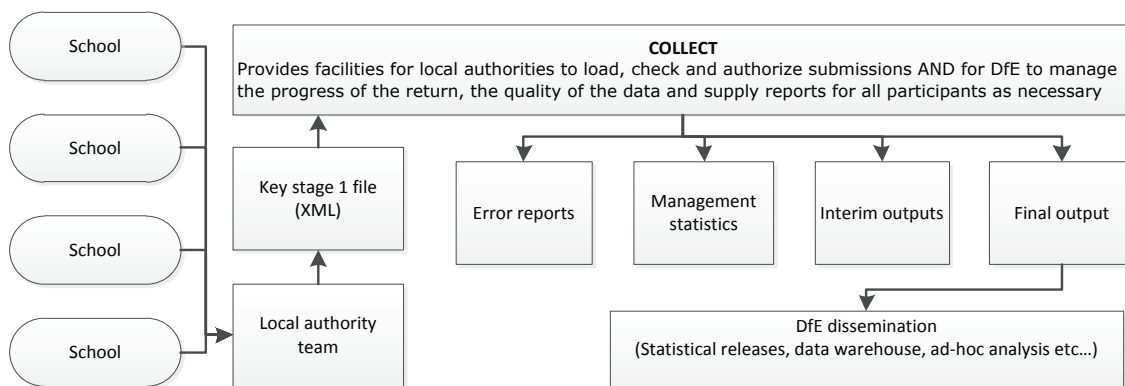 School
School
School
School
COLLECT
Provides facilities for local authorities to load, check and authorize submissions AND for DfE to manage
the progress of the return, the quality of the data and supply reports for all participants as necessary
Key stage 1 file
(XML)
Local authority
team
Error reports
Management
statistics
Interim outputs
Final output
DfE dissemination
(Statistical releases, data warehouse, ad-hoc analysis etc…)